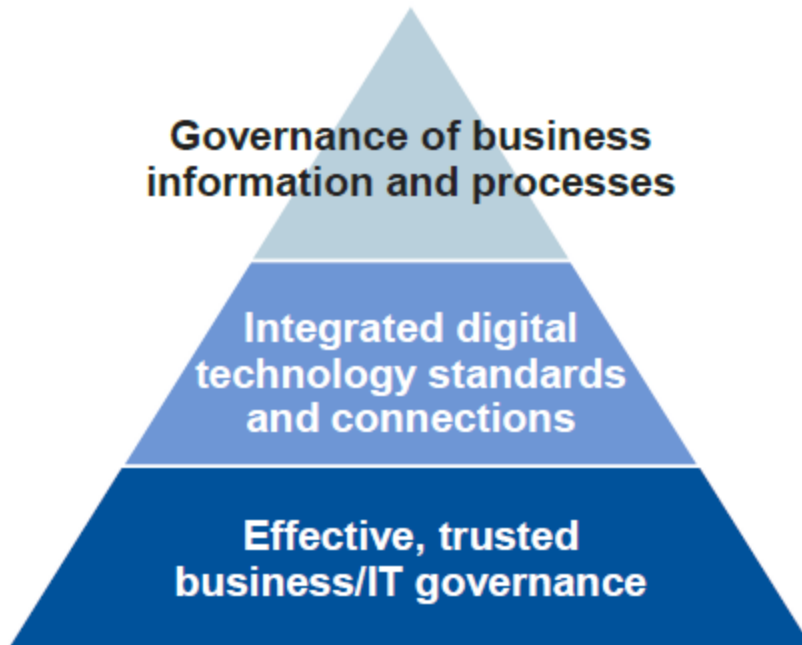 Governance of business
information and processes
Integrated digital
technology standards
and connections
Effective, trusted
business/IT governance